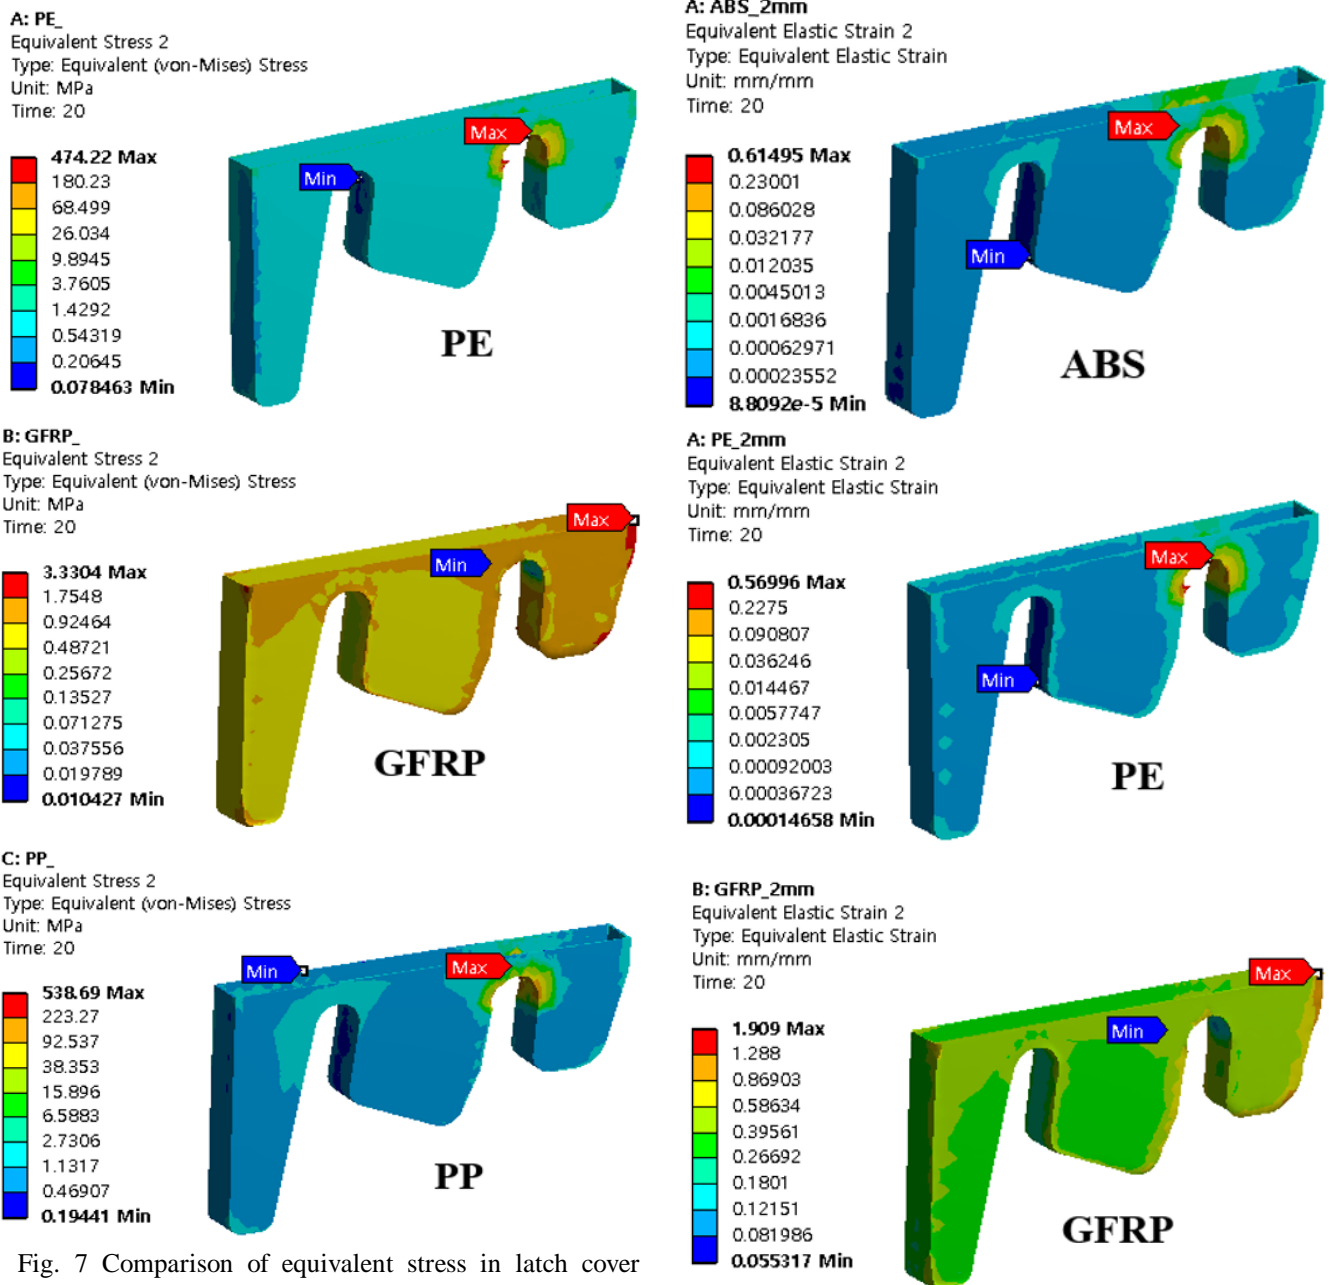 A: PE_
Equivalent Stress 2
Type: Equivalent (von-Mises) Stress
Unit: MPa
Time: 20
474.22 Max
180.23
68.499
26.034
9.8945
3.7605
1.4292
0.54319
0.20645
0.078463 Min
Max
Min
PE
B: GFRP_
Equivalent Stress 2
Type: Equivalent (von-Mises) Stress
Unit: MPa
Time: 20
3.3304 Max
1.7548
0.92464
0.48721
0.25672
0.13527
0.071275
0.037556
0.019789
0.010427 Min
Max
Min
GFRP
C: PP_
Equivalent Stress 2
Type: Equivalent (von-Mises) Stress
Unit: MPa
Time: 20
538.69 Max
223.27
92.537
38.353
15.896
6.5883
2.7306
1.1317
0.46907
0.19441 Min
Min
Max
PP
Fig. 7 Comparison of equivalent stress in latch cover
A: ABS_2mm
Equivalent Elastic Strain 2
Type: Equivalent Elastic Strain
Unit: mm/mm
Time: 20
0.61495 Max
0.23001
0.086028
0.032177
0.012035
0.0045013
0.0016836
0.00062971
0.00023552
8.8092e-5 Min
Max
Min
ABS
A: PE_2mm
Equivalent Elastic Strain 2
Type: Equivalent Elastic Strain
Unit: mm/mm
Time: 20
0.56996 Max
0.2275
0.090807
0.036246
0.014467
0.0057747
0.002305
0.00092003
0.00036723
0.00014658 Min
Max
Min
PE
B: GFRP_2mm
Equivalent Elastic Strain 2
Type: Equivalent Elastic Strain
Unit: mm/mm
Time: 20
1.909 Max
1.288
0.86903
0.58634
0.39561
0.26692
0.1801
0.12151
0.081986
0.055317 Min
Max
Min
GFRP